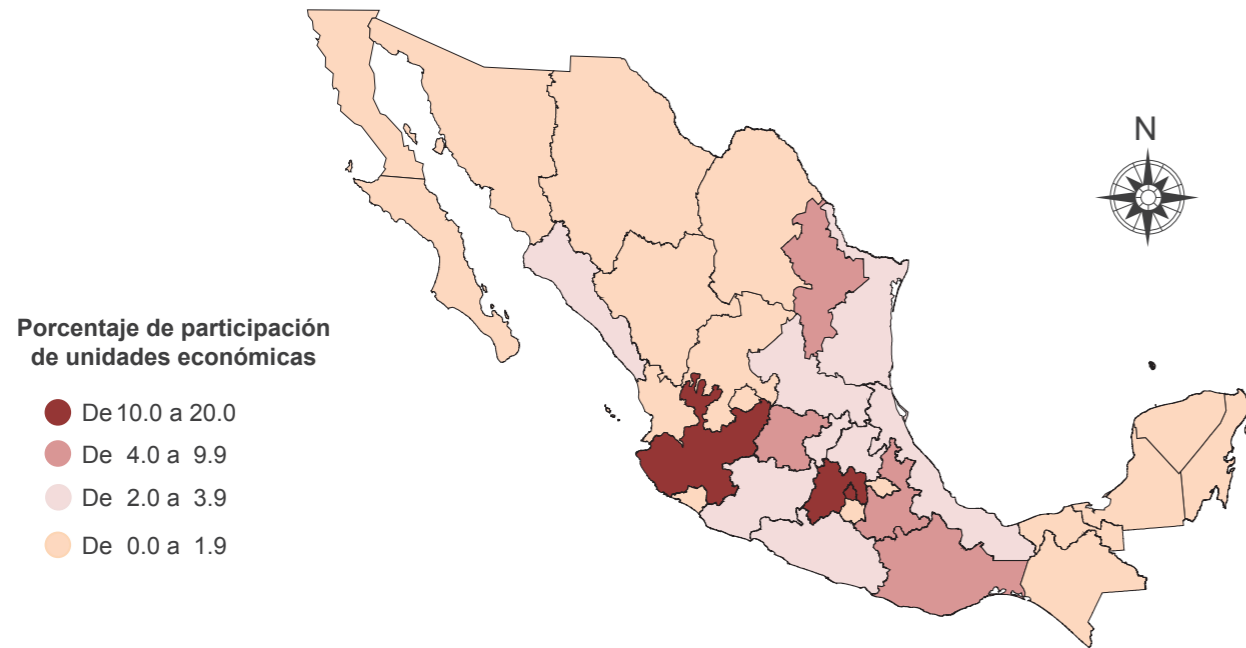 N
Porcentaje de participación
de unidades económicas
De 10.0 a 20.0
De 4.0 a 9.9
De 2.0 a 3.9
De 0.0 a 1.9